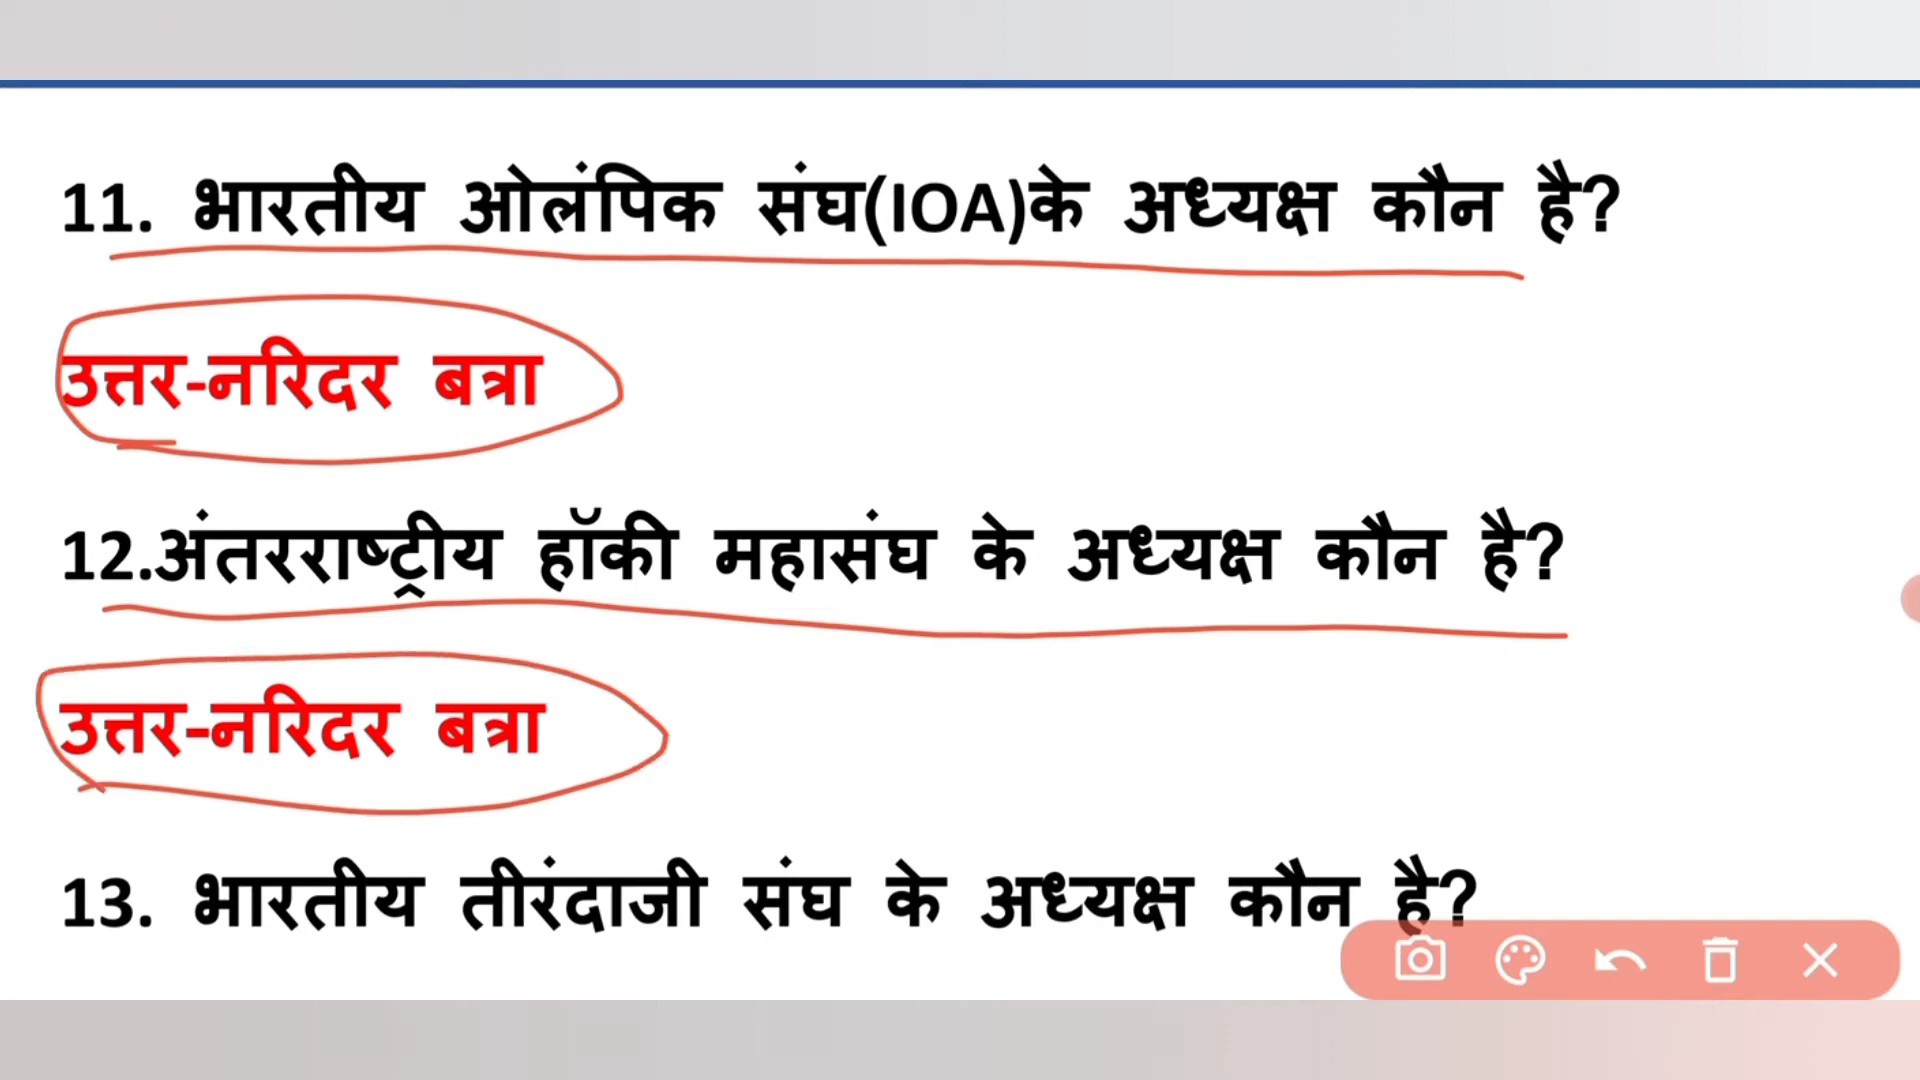 11. भारतीय ओलंपिक संघ(IOA)के अध्यक्ष कौन है?
उत्तर-नरिदर बत्रा
12.अंतरराष्ट्रीय हॉकी महासंघ के अध्यक्ष कौन है?
उत्तर-नरिदर बत्रा
13. भारतीय तीरंदाजी संघ के अध्यक्ष कौन है?